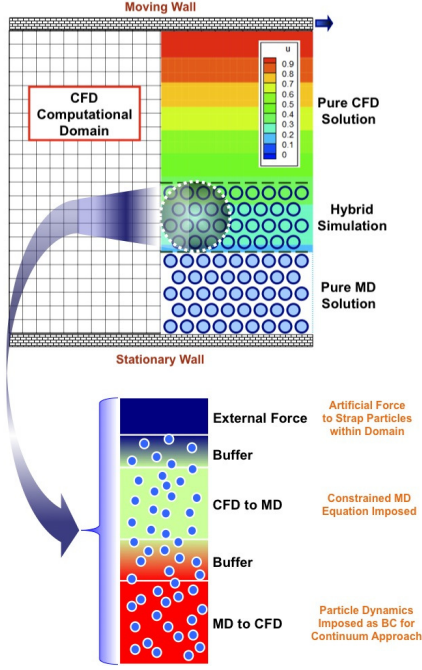 Moving Wall
CFD
Computational
Domain
u
0.9
0.8
0.7
0.6
0.5
0.4
0.3
0.2
0.1
0
Pure CFD
Solution
Hybrid
Simulation
Pure MD
Solution
Stationary Wall
External Force
Artificial Force
to Strap Particles
within Domain
Buffer
CFD to MD
Constrained MD
Equation Imposed
Buffer
MD to CFD
Particle Dynamics
Imposed as BC for
Continuum Approach